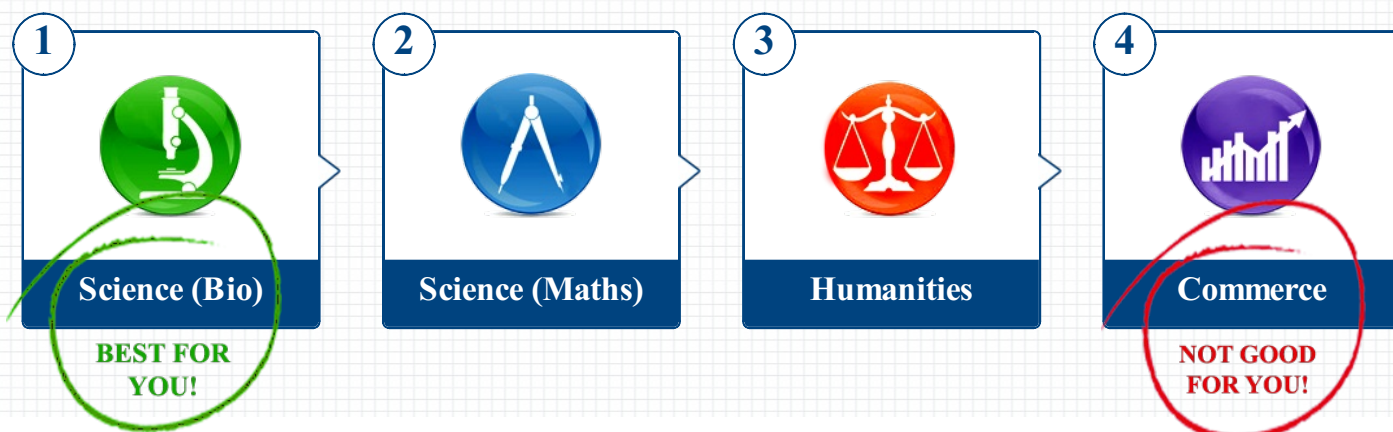 1
2
3
4
Science (Bio)
Science (Maths)
Humanities
Commerce
BEST FOR
YOU!
NOT GOOD
FOR YOU!